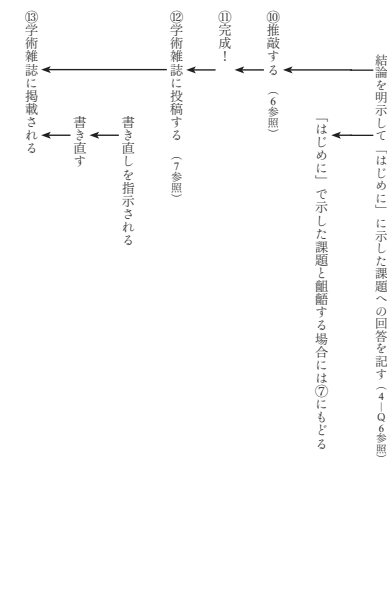 結論を明示して「はじめに」に示した課題への回答を記す（4―Q6参照）
「はじめに」で示した課題と齟齬する場合には⑦にもどる
⑩推敲する（6参照）
⑪完成！
⑫学術雑誌に投稿する（7参照）
書き直しを指示される
書き直す
⑬学術雑誌に掲載される